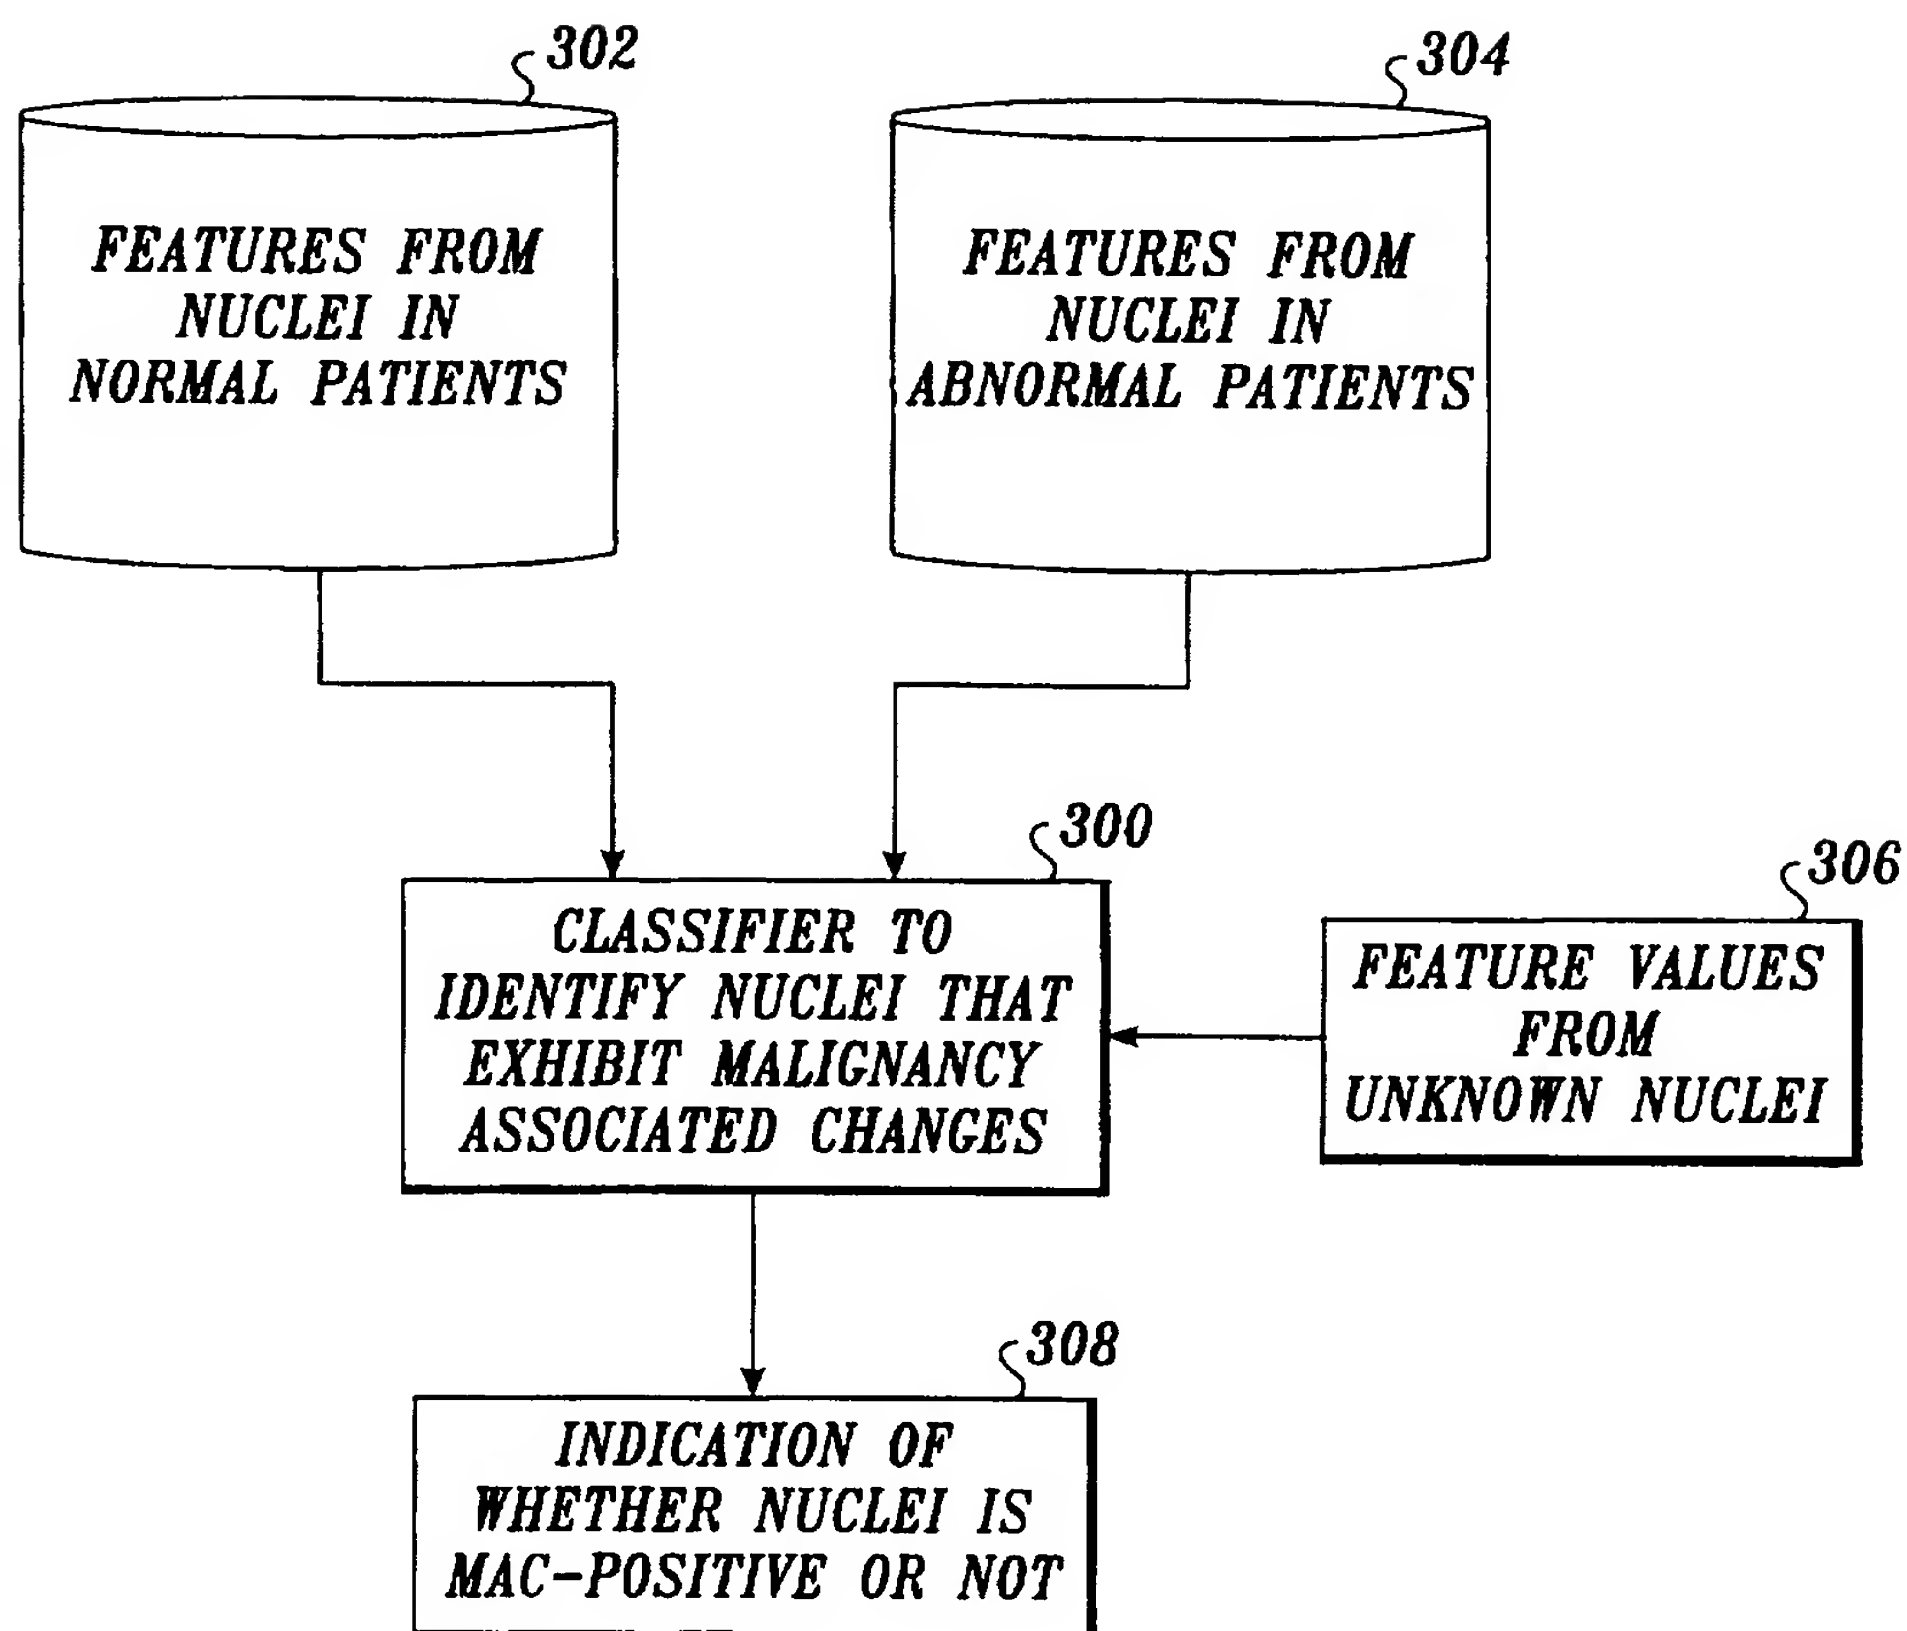 302
FEATURES FROM
NUCLEI IN
NORMAL PATIENTS
304
FEATURES FROM
NUCLEI IN
ABNORMAL PATIENTS
300
CLASSIFIER TO
IDENTIFY NUCLEI THAT
EXHIBIT MALIGNANCY
ASSOCIATED CHANGES
306
FEATURE VALUES
FROM
UNKNOWN NUCLEI
308
INDICATION OF
WHETHER NUCLEI IS
MAC-POSITIVE OR NOT